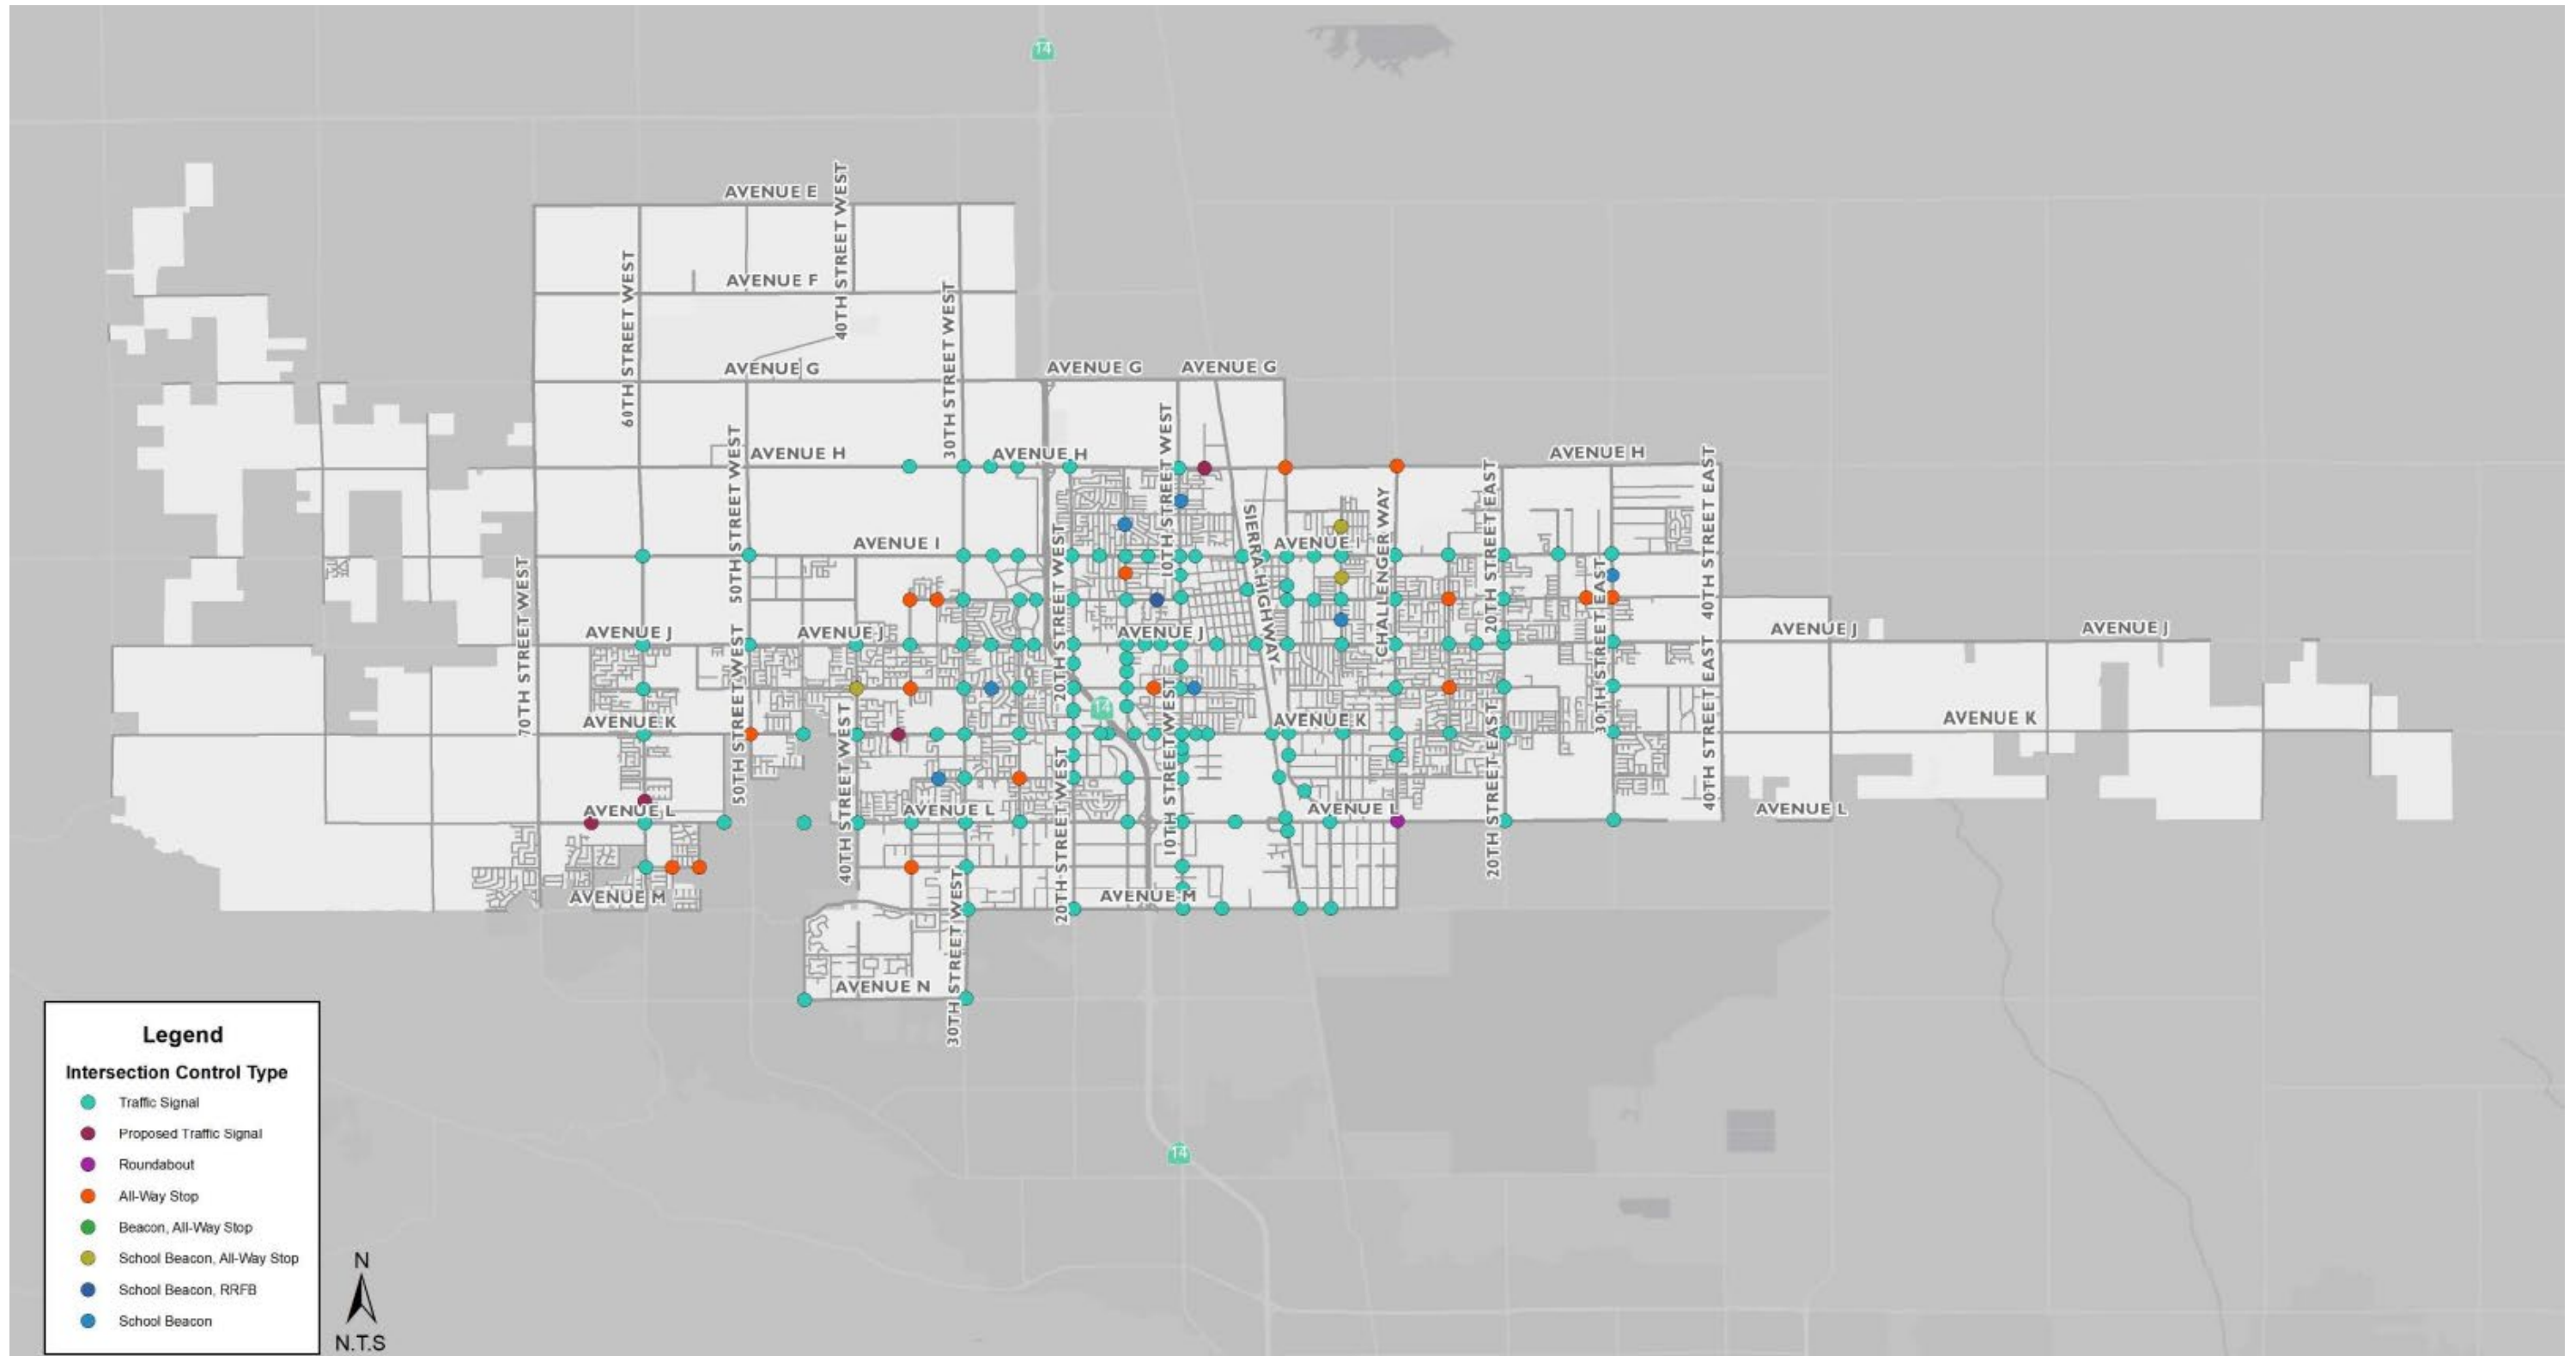 14
AVENUE E
40TH STREET WEST
60TH STREET WEST
AVENUE F
30TH STREET WEST
AVENUE G
AVENUE G
AVENUE G
10TH STREET WEST
50TH STREET WEST
AVENUE H
AVENUE H
AVENUE H
40TH STREET EAST
20TH STREET EAST
CHALLENGER WAY
SIERRA HIGHWAY
20TH STREET WEST
AVENUE I
AVENUE I
70TH STREET WEST
30TH STREET EAST
AVENUE J
AVENUE J
AVENUE J
AVENUE J
AVENUE J
50TH STREET WEST
40TH STREET EAST
10TH STREET WEST
14
AVENUE K
40TH STREET WEST
AVENUE K
AVENUE K
20TH STREET EAST
20TH STREET WEST
AVENUE L
AVENUE L
AVENUE L
AVENUE L
AVENUE M
AVENUE M
30TH STREET WEST
AVENUE N
14
Legend
Intersection Control Type
Traffic Signal
Proposed Traffic Signal
Roundabout
All-Way Stop
Beacon, All-Way Stop
School Beacon, All-Way Stop
School Beacon, RRFB
School Beacon
N
N.T.S